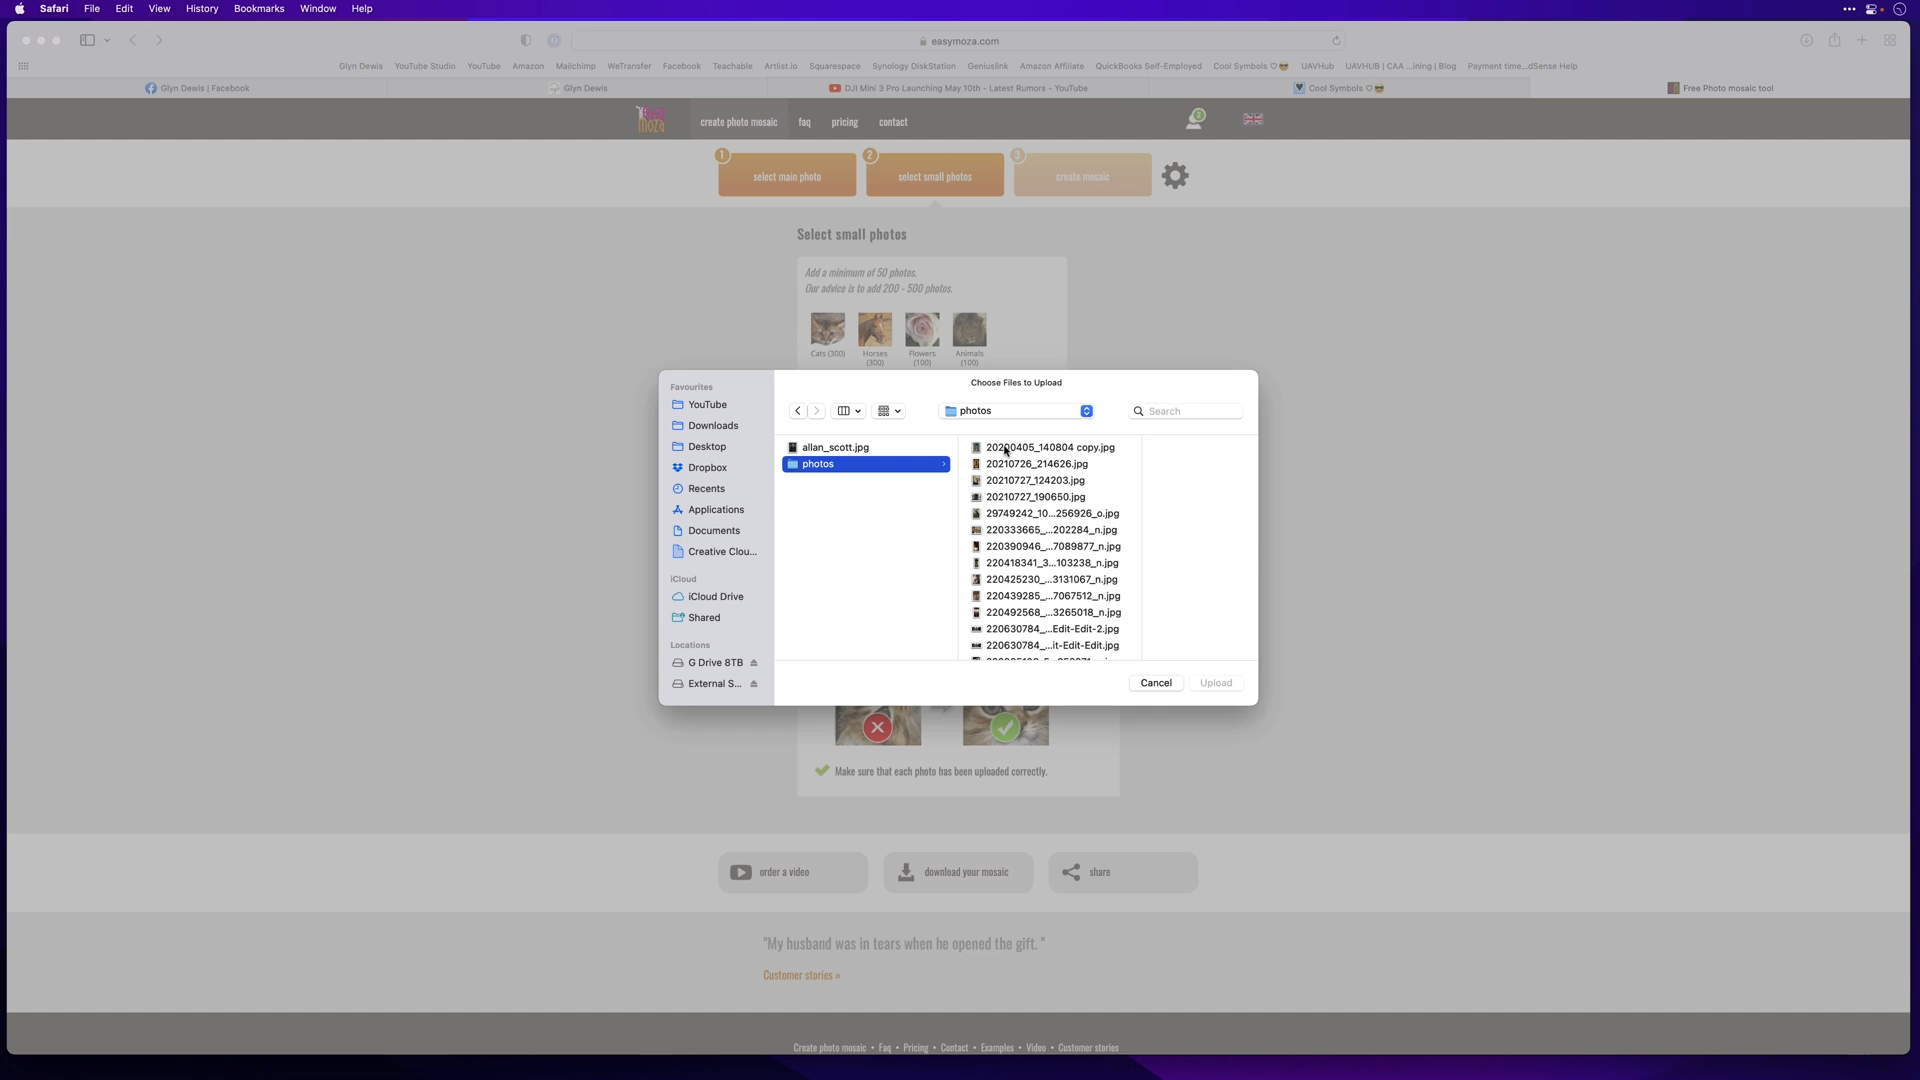 Safari File Edit View History Bookmarks Window Help
easymoza.com
Glyn Dewis YouTube Studio YouTube Amazon Mailchimp WeTransfer Facebook Teachable Artlist.io Squarespace Synology DiskStation Geniuslink Amazon Affiliate QuickBooks Self-Employed Cool Symbols ♡😎 UAVHub UAVHUB | CAA ...ining | Blog Payment time...dSense Help
Glyn Dewis | Facebook Glyn Dewis DJI Mini 3 Pro Launching May 10th - Latest Rumors - YouTube Cool Symbols ♡😎 Free Photo mosaic tool
create photo mosaic faq pricing contact 2
1 select main photo
2 select small photos
3 create mosaic
Select small photos
Add a minimum of 50 photos.
Our advice is to add 200 - 500 photos.
Cats (300) Horses (300) Flowers (100) Animals (100)
Choose Files to Upload
photos
Search
Favourites
YouTube
Downloads
Desktop
Dropbox
Recents
Applications
Documents
Creative Clou...
iCloud
iCloud Drive
Shared
Locations
G Drive 8TB
External S...
allan_scott.jpg
photos
20200405_140804 copy.jpg
20210726_214626.jpg
20210727_124203.jpg
20210727_190650.jpg
29749242_10...256926_o.jpg
220333665_...202284_n.jpg
220390946_...7089877_n.jpg
220418341_3...103238_n.jpg
220425230_...3131067_n.jpg
220439285_...7067512_n.jpg
220492568_...3265018_n.jpg
220630784_...Edit-Edit-2.jpg
220630784_...it-Edit-Edit.jpg
Cancel Upload
Make sure that each photo has been uploaded correctly.
order a video download your mosaic share
"My husband was in tears when he opened the gift. "
Customer stories »
Create photo mosaic • Faq • Pricing • Contact • Examples • Video • Customer stories